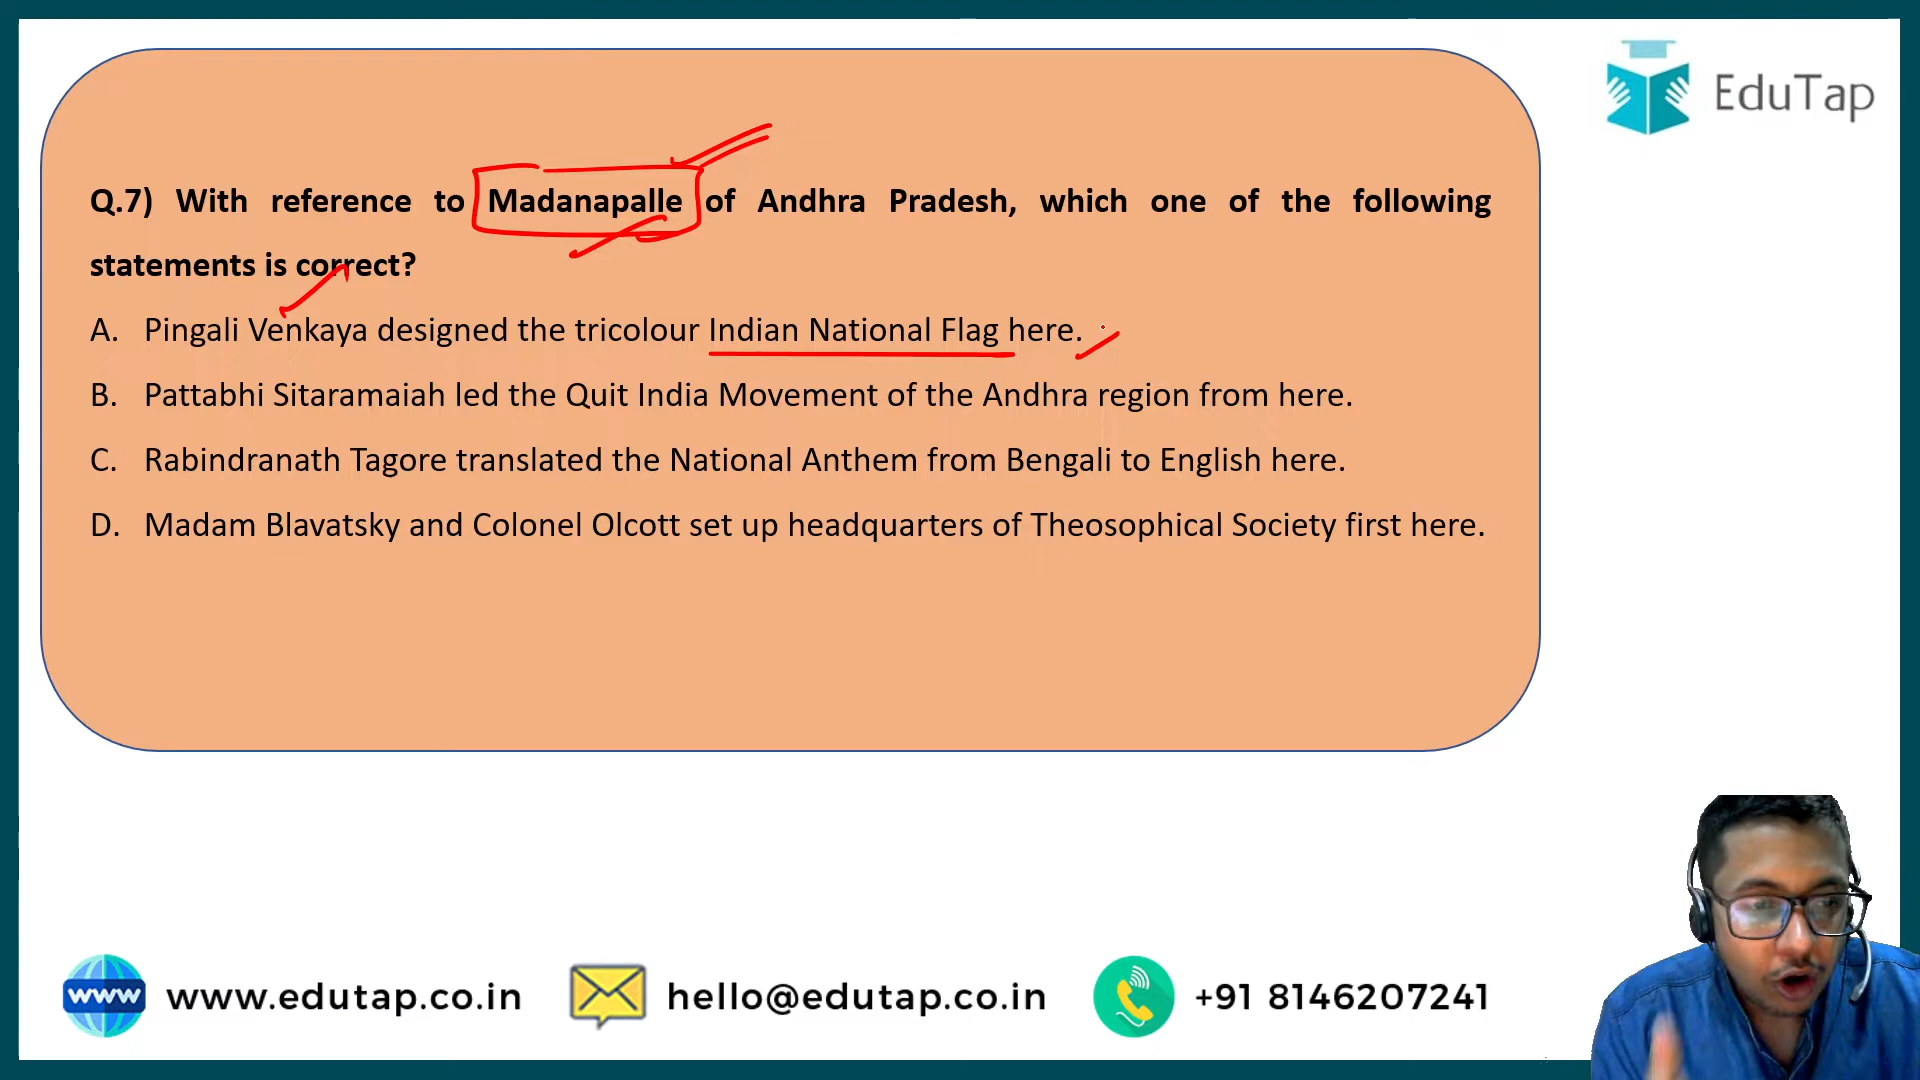 EduTap
Q.7) With reference to Madanapalle of Andhra Pradesh, which one of the following
statements is correct?
A. Pingali Venkaya designed the tricolour Indian National Flag here.
B. Pattabhi Sitaramaiah led the Quit India Movement of the Andhra region from here.
C. Rabindranath Tagore translated the National Anthem from Bengali to English here.
D. Madam Blavatsky and Colonel Olcott set up headquarters of Theosophical Society first here.
www www.edutap.co.in hello@edutap.co.in +91 8146207241